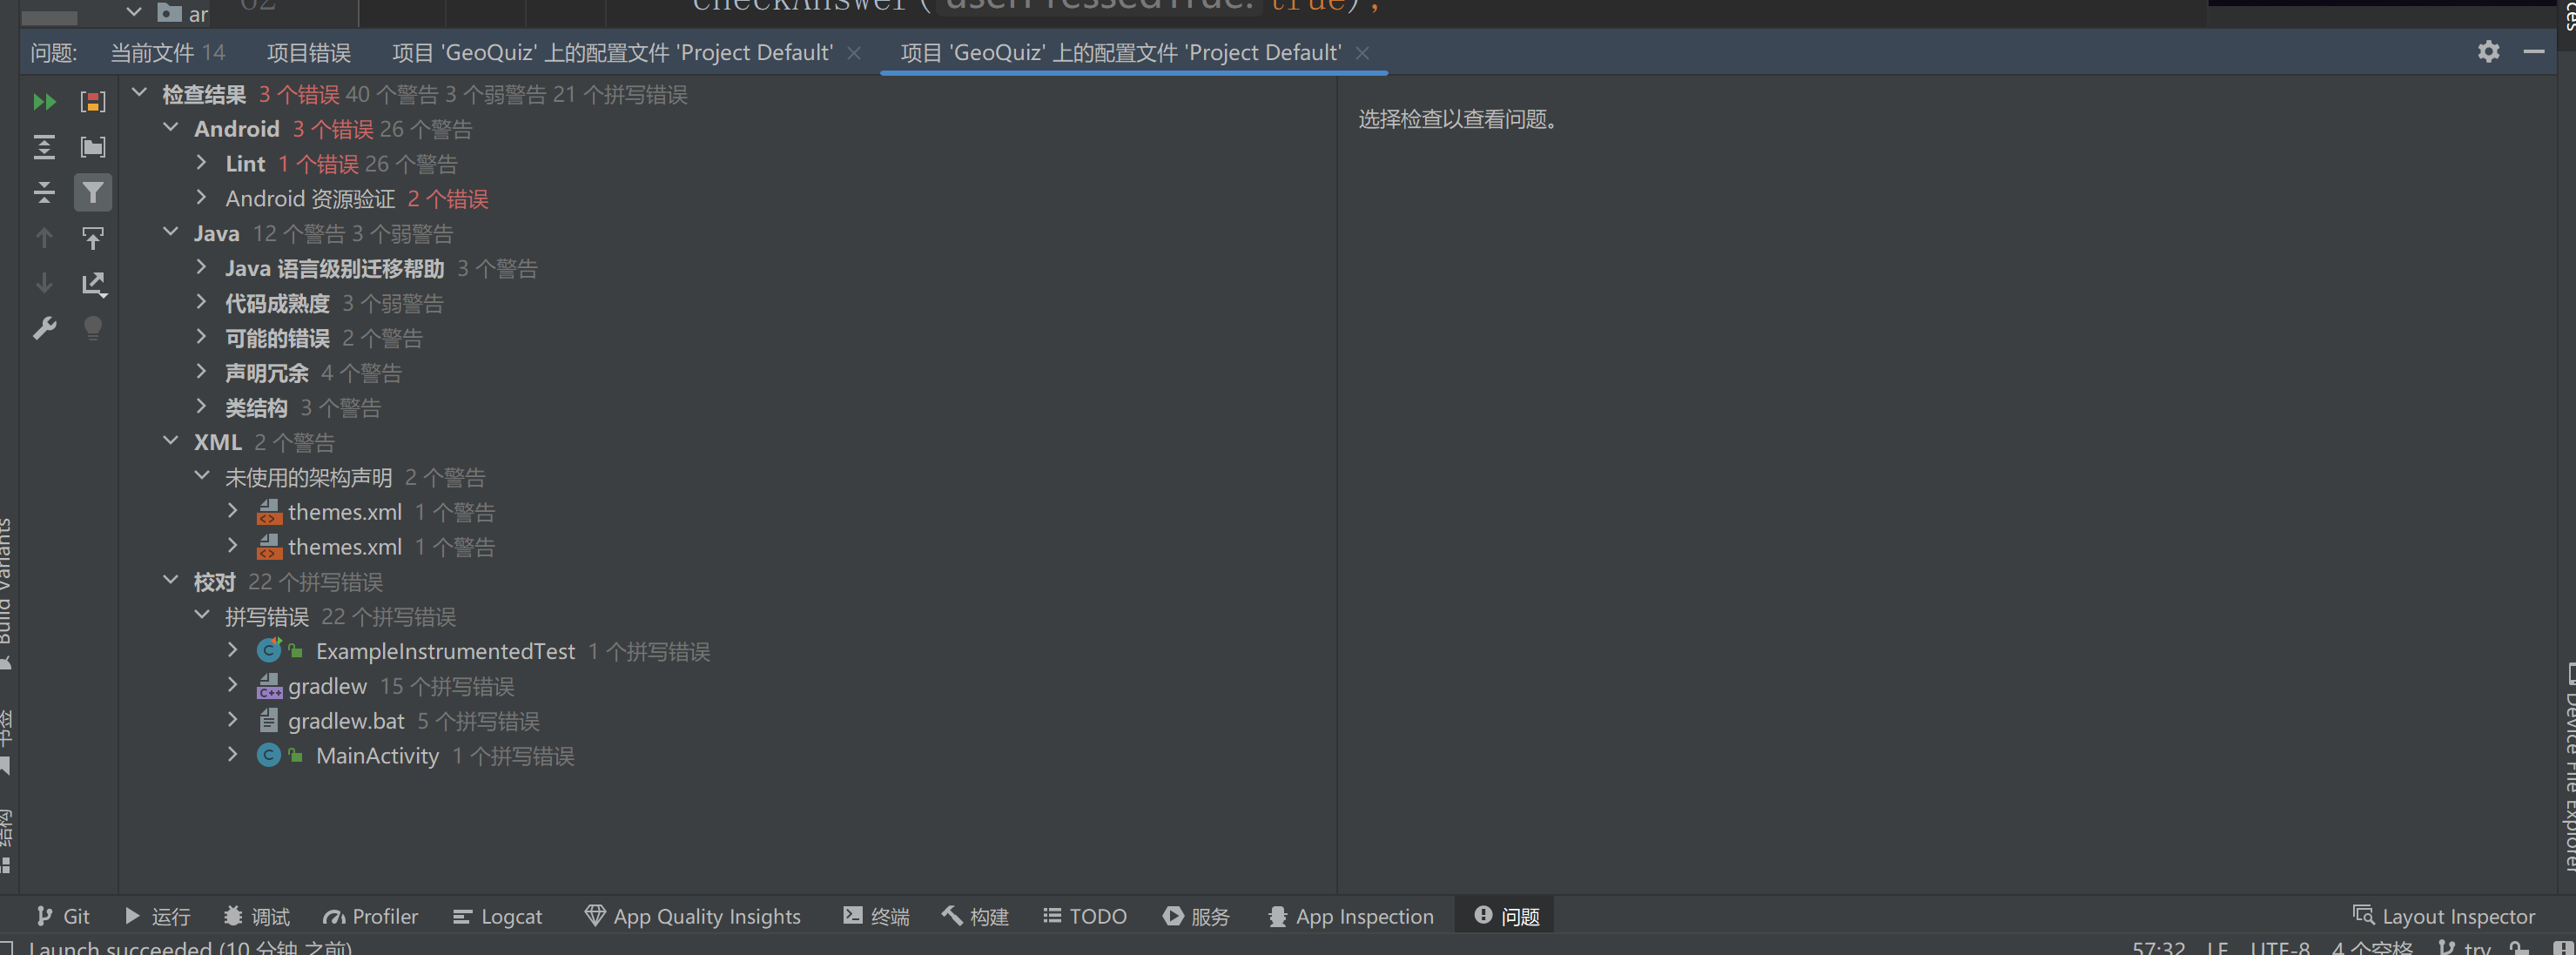 ar
62
checkAnswer( userPressedTrue: true);
问题:
当前文件 14
项目错误
项目 'GeoQuiz' 上的配置文件 'Project Default'
项目 'GeoQuiz' 上的配置文件 'Project Default'
检查结果 3 个错误 40 个警告 3 个弱警告 21 个拼写错误
Android 3 个错误 26 个警告
Lint 1 个错误 26 个警告
Android 资源验证 2 个错误
Java 12 个警告 3 个弱警告
Java 语言级别迁移帮助 3 个警告
代码成熟度 3 个弱警告
可能的错误 2 个警告
声明冗余 4 个警告
类结构 3 个警告
XML 2 个警告
未使用的架构声明 2 个警告
themes.xml 1 个警告
themes.xml 1 个警告
校对 22 个拼写错误
拼写错误 22 个拼写错误
ExampleInstrumentedTest 1 个拼写错误
gradlew 15 个拼写错误
gradlew.bat 5 个拼写错误
MainActivity 1 个拼写错误
选择检查以查看问题。
Build Variants
书签
结构
Device File Explorer
Git
运行
调试
Profiler
Logcat
App Quality Insights
终端
构建
TODO
服务
App Inspection
问题
Layout Inspector
Launch succeeded (10 分钟 之前)
57:32
LF
UTF-8
4 个空格
try